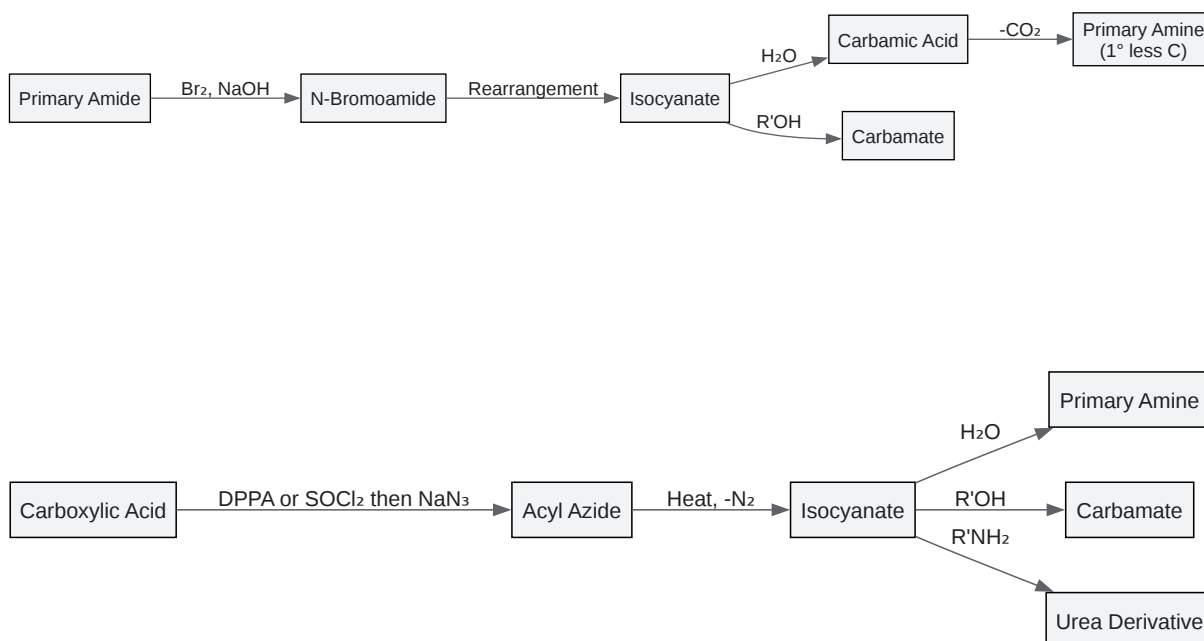 Primary Amide
Br₂, NaOH
N-Bromoamide
Rearrangement
Isocyanate
H₂O
Carbamic Acid
-CO₂
Primary Amine
(1° less C)
R'OH
Carbamate
Carboxylic Acid
DPPA or SOCl₂ then NaN₃
Acyl Azide
Heat, -N₂
Isocyanate
H₂O
Primary Amine
R'OH
Carbamate
R'NH₂
Urea Derivative